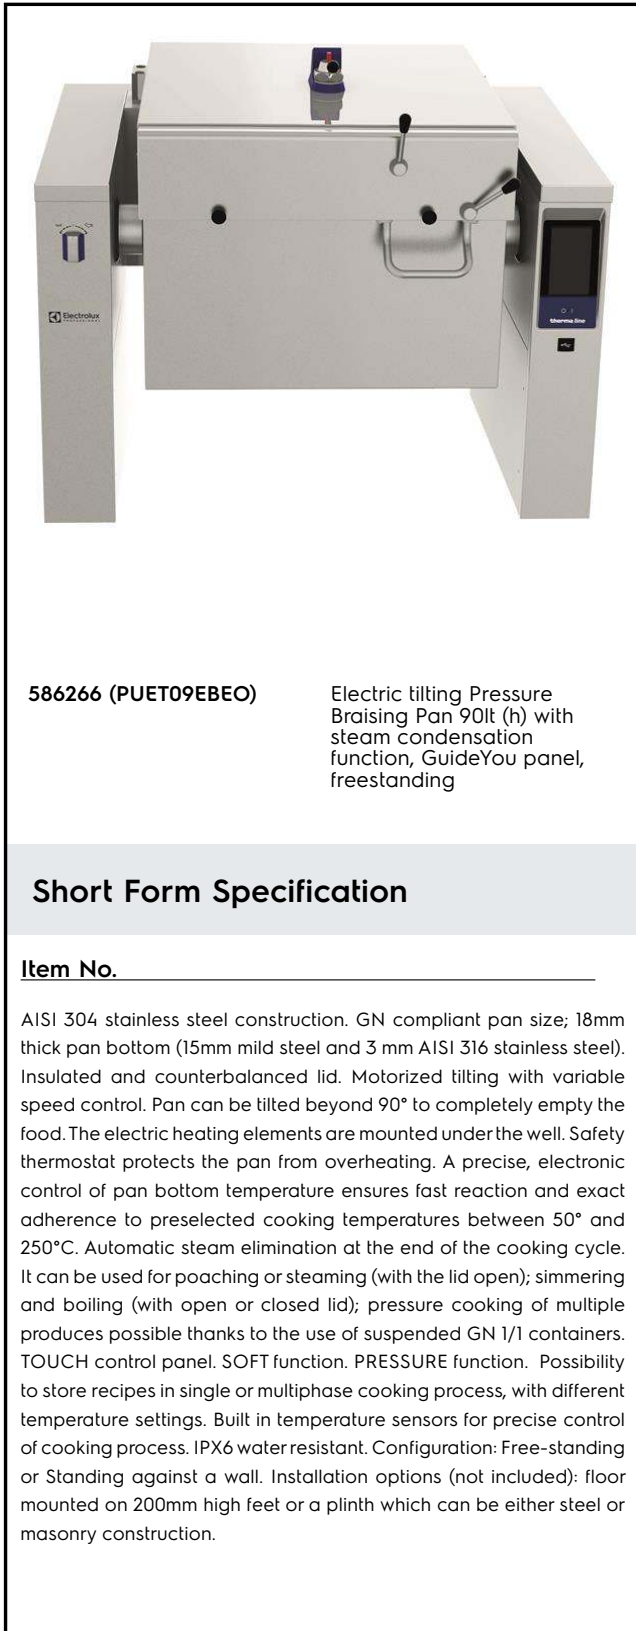 Electrolux
PROFESSIONAL
thermaline
586266 (PUET09EBEO)
Electric tilting Pressure
Braising Pan 90lt (h) with
steam condensation
function, GuideYou panel,
freestanding
Short Form Specification
Item No.
AISI 304 stainless steel construction. GN compliant pan size; 18mm
thick pan bottom (15mm mild steel and 3 mm AISI 316 stainless steel).
Insulated and counterbalanced lid. Motorized tilting with variable
speed control. Pan can be tilted beyond 90° to completely empty the
food. The electric heating elements are mounted under the well. Safety
thermostat protects the pan from overheating. A precise, electronic
control of pan bottom temperature ensures fast reaction and exact
adherence to preselected cooking temperatures between 50° and
250°C. Automatic steam elimination at the end of the cooking cycle.
It can be used for poaching or steaming (with the lid open); simmering
and boiling (with open or closed lid); pressure cooking of multiple
produces possible thanks to the use of suspended GN 1/1 containers.
TOUCH control panel. SOFT function. PRESSURE function. Possibility
to store recipes in single or multiphase cooking process, with different
temperature settings. Built in temperature sensors for precise control
of cooking process. IPX6 water resistant. Configuration: Free-standing
or Standing against a wall. Installation options (not included): floor
mounted on 200mm high feet or a plinth which can be either steel or
masonry construction.